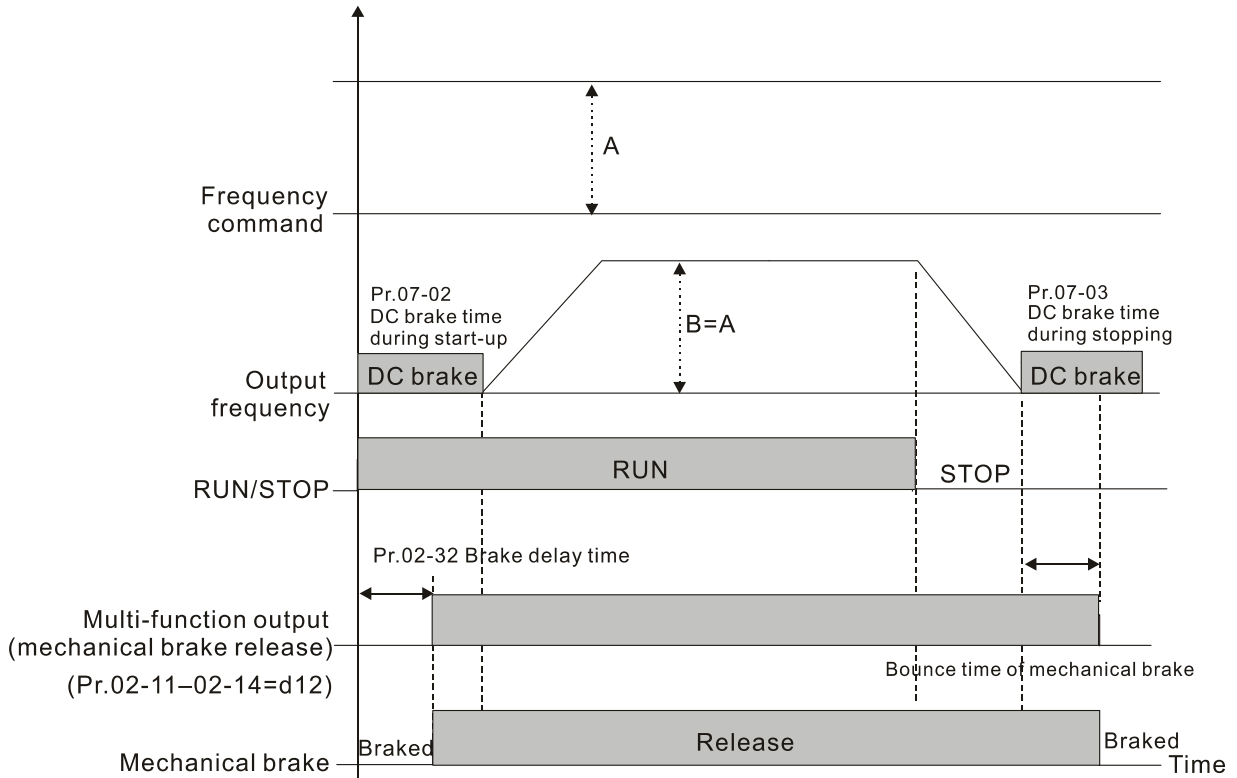 A
Frequency
command
Pr.07-02
DC brake time
during start-up
B=A
Pr.07-03
DC brake time
during stopping
DC brake
DC brake
Output
frequency
RUN
STOP
RUN/STOP
Pr.02-32 Brake delay time
Multi-function output
(mechanical brake release)
(Pr.02-11–02-14=d12)
Bounce time of mechanical brake
Braked
Release
Braked
Mechanical brake
Time